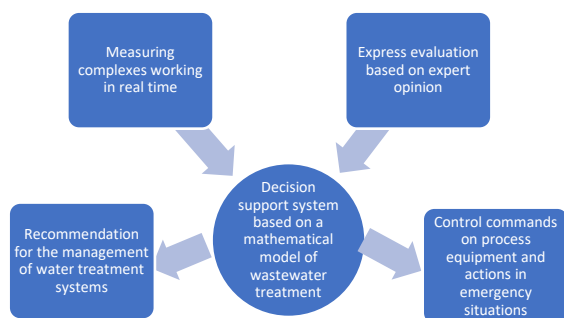 Measuring
complexes working
in real time
Express evaluation
based on expert
opinion
Decision
support system
based on a
mathematical
model of
wastewater
treatment
Recommendation
for the management
of water treatment
systems
Control commands
on process
equipment and
actions in
emergency
situations